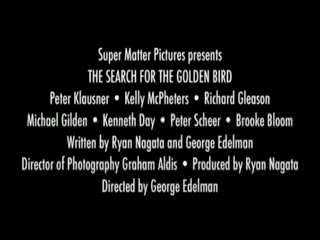 Super Matter Pictures presents
THE SEARCH FOR THE GOLDEN BIRD
Peter Klausner • Kelly McPheters • Richard Gleason
Michael Gilden • Kenneth Day • Peter Scheer • Brooke Bloom
Written by Ryan Nagata and George Edelman
Director of Photography Graham Aldis • Produced by Ryan Nagata
Directed by George Edelman